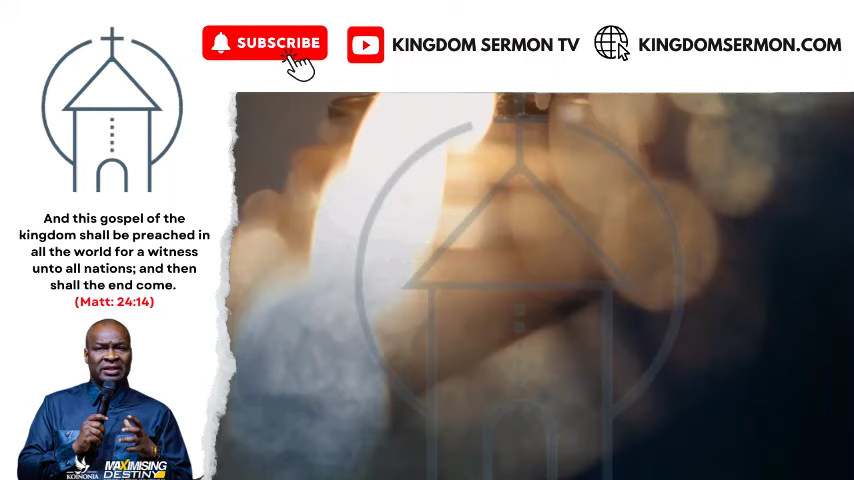 SUBSCRIBE
KINGDOM SERMON TV
KINGDOMSERMON.COM
And this gospel of the
kingdom shall be preached in
all the world for a witness
unto all nations; and then
shall the end come.
(Matt: 24:14)
KOINONIA
MAXIMISING
DESTINY